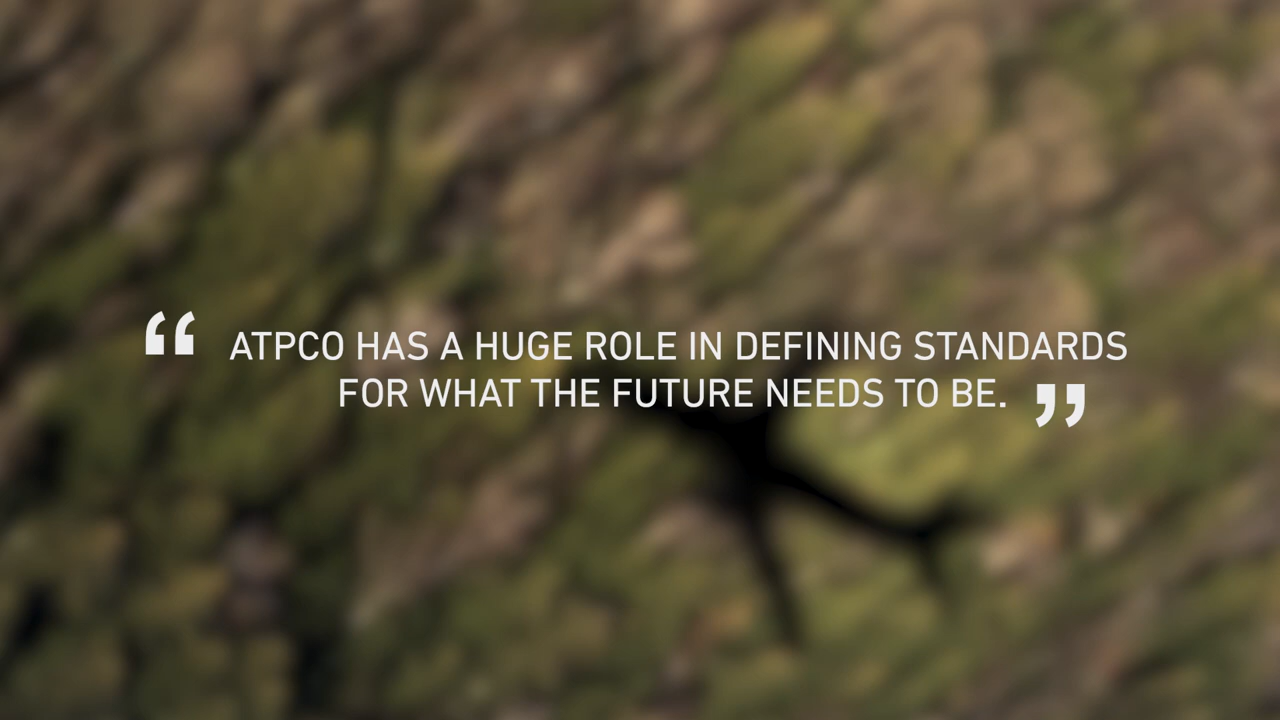 “ ATPCO HAS A HUGE ROLE IN DEFINING STANDARDS
FOR WHAT THE FUTURE NEEDS TO BE. ”